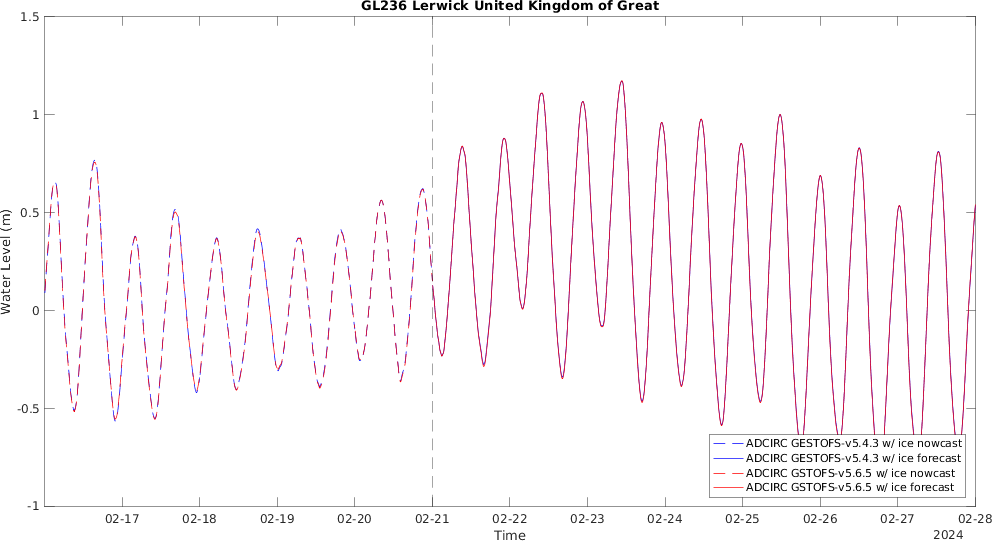 GL236 Lerwick United Kingdom of Great
1.5
1
0.5
0
-0.5
-1
Water Level (m)
ADCIRC GESTOFS-v5.4.3 w/ ice nowcast
ADCIRC GESTOFS-v5.4.3 w/ ice forecast
ADCIRC GSTOFS-v5.6.5 w/ ice nowcast
ADCIRC GSTOFS-v5.6.5 w/ ice forecast
02-17 02-18 02-19 02-20 02-21 02-22 02-23 02-24 02-25 02-26 02-27 02-28
Time
2024